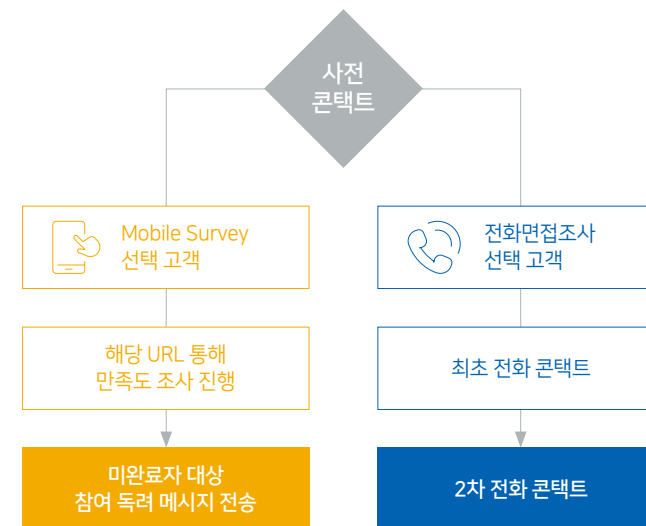 사전
콘택트
Mobile Survey
선택 고객
전화면접조사
선택 고객
해당 URL 통해
만족도 조사 진행
최초 전화 콘택트
미완료자 대상
참여 독려 메시지 전송
2차 전화 콘택트